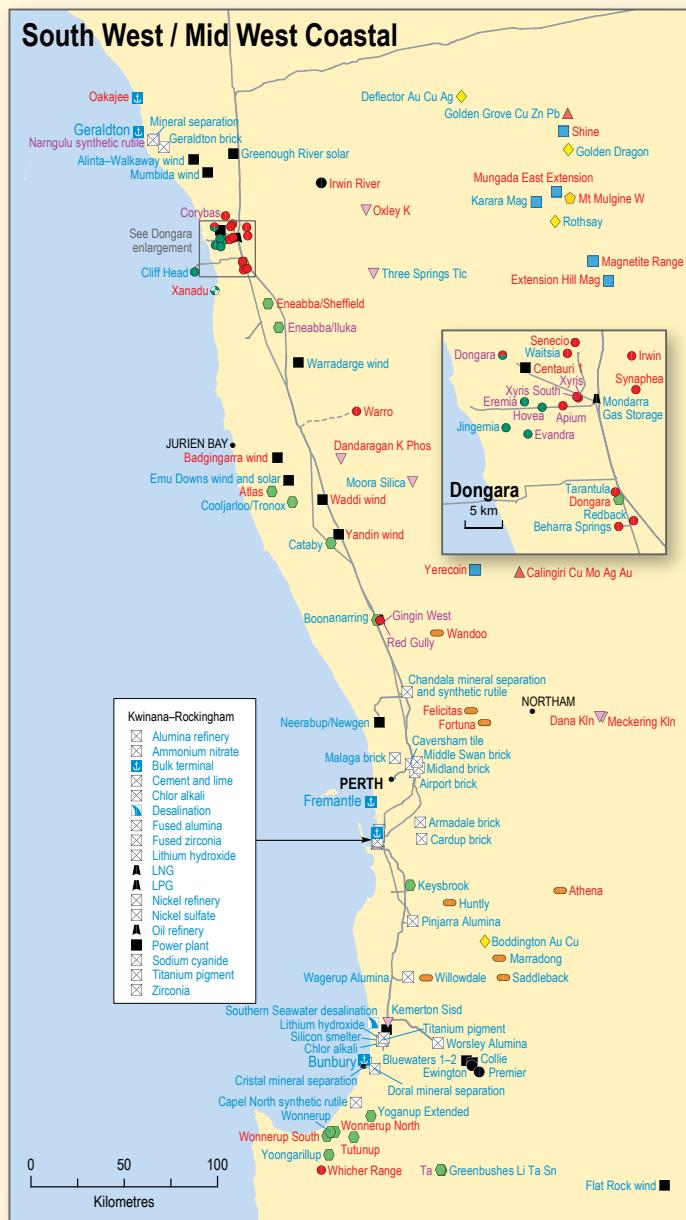 South West / Mid West Coastal
Oakajee
Deflector Au Cu Ag
Golden Grove Cu Zn Pb
Mineral separation
Geraldton
Shine
Narngulu synthetic rutile
Geraldton brick
Golden Dragon
Alinta–Walkaway wind
Greenough River solar
Mumbida wind
Irwin River
Mungada East Extension
Karara Mag
Mt Mulgine W
Corybas
Oxley K
Rothsay
See Dongara
enlargement
Magnetite Range
Cliff Head
Three Springs Tlc
Extension Hill Mag
Xanadu
Eneabba/Sheffield
Eneabba/Iluka
Senecio
Waitsia
Dongara
Irwin
Centauri 1
Xyris
Synaphea
Xyris South
Eremia
Mondarra
Gas Storage
Hovea
Apium
Jingemia
Evandra
Dongara
5 km
Tarantula
Dongara
Redback
Beharra Springs
Warradarge wind
Warro
JURIEN BAY
Badgingarra wind
Dandaragan K Phos
Emu Downs wind and solar
Moora Silica
Atlas
Cooljarloo/Tronox
Waddi wind
Yandin wind
Cataby
Yerecoin
Calingiri Cu Mo Ag Au
Boonanarring
Gingin West
Red Gully
Wandoo
Chandala mineral separation
and synthetic rutile
NORTHAM
Felicitas
Fortuna
Dana Kln
Meckering Kln
Neerabup/Newgen
Caversham tile
Malaga brick
Middle Swan brick
Midland brick
PERTH
Airport brick
Fremantle
Armadale brick
Cardup brick
Kwinana–Rockingham
Alumina refinery
Ammonium nitrate
Bulk terminal
Cement and lime
Chlor alkali
Desalination
Fused alumina
Fused zirconia
Lithium hydroxide
LNG
LPG
Nickel refinery
Nickel sulfate
Oil refinery
Power plant
Sodium cyanide
Titanium pigment
Zirconia
Keysbrook
Athena
Huntly
Pinjarra Alumina
Boddington Au Cu
Marradong
Wagerup Alumina
Willowdale
Saddleback
Southern Seawater desalination
Kemerton Sisd
Lithium hydroxide
Titanium pigment
Silicon smelter
Chlor alkali
Worsley Alumina
Bunbury
Bluewaters 1–2
Collie
Cristal mineral separation
Ewington
Premier
Doral mineral separation
Capel North synthetic rutile
Yoganup Extended
Wonnerup
Wonnerup North
Wonnerup South
Tutunup
Yoongarillup
Whicher Range
Ta
Greenbushes Li Ta Sn
Flat Rock wind
0 50 100
Kilometres